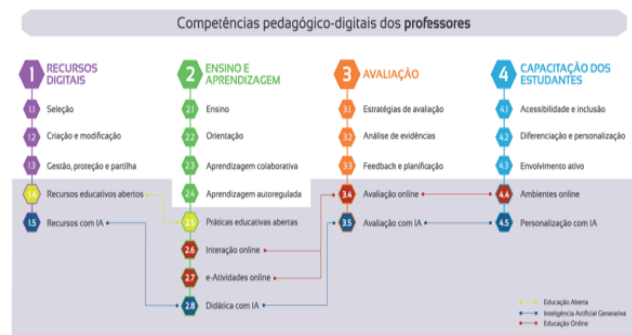 Competências pedagógico-digitais dos professores
1 RECURSOS
DIGITAIS
1.1 Seleção
1.2 Criação e modificação
1.3 Gestão, proteção e partilha
1.4 Recursos educativos abertos
1.5 Recursos com IA
2 ENSINO E
APRENDIZAGEM
2.1 Ensino
2.2 Orientação
2.3 Aprendizagem colaborativa
2.4 Aprendizagem autoregulada
2.5 Práticas educativas abertas
2.6 Interação online
2.7 e-Atividades online
2.8 Didática com IA
3 AVALIAÇÃO
3.1 Estratégias de avalação
3.2 Análise de evidências
3.3 Feedback e planificação
3.4 Avaliação online
3.5 Avaliação com IA
4 CAPACITAÇÃO DOS
ESTUDANTES
4.1 Acessibilidade e inclusão
4.2 Diferenciação e personalização
4.3 Envolvimento ativo
4.4 Ambientes online
4.5 Personalização com IA
Educação Aberta
Inteligência Artificial Generativa
Educação Online